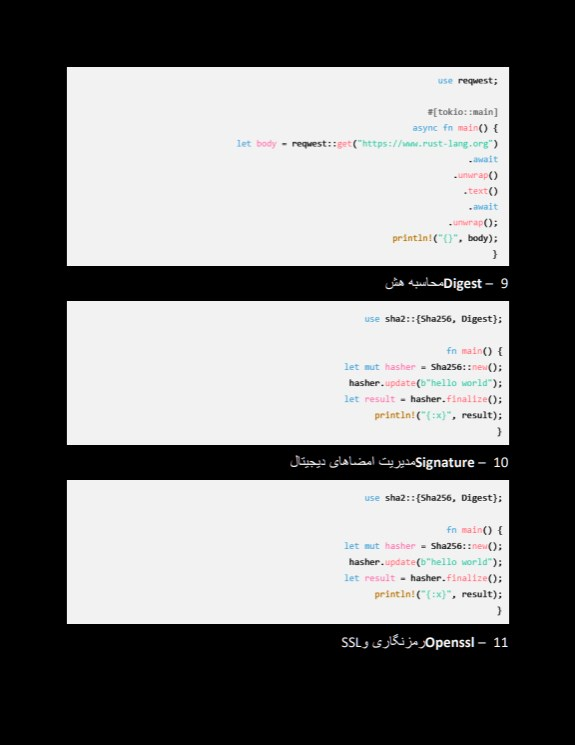 use reqwest;
#[tokio::main]
async fn main() {
let body = reqwest::get("https://www.rust-lang.org")
.await
.unwrap()
.text()
.await
.unwrap();
println!("{}", body);
}
9 – Digestمحاسبه هش
use sha2::{Sha256, Digest};
fn main() {
let mut hasher = Sha256::new();
hasher.update(b"hello world");
let result = hasher.finalize();
println!("{:x}", result);
}
10 – Signatureمدیریت امضاهای دیجیتال
use sha2::{Sha256, Digest};
fn main() {
let mut hasher = Sha256::new();
hasher.update(b"hello world");
let result = hasher.finalize();
println!("{:x}", result);
}
11 – Opensslرمزنگاری وSSL